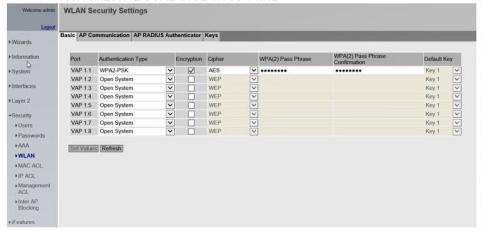 Welcome admin
Logout
Wizards
Information
System
Interfaces
Layer 2
Security
Users
Passwords
AAA
WLAN
MAC ACL
IP ACL
Management
ACL
Inter AP
Blocking
iFeatures
WLAN Security Settings
Basic AP Communication AP RADIUS Authenticator Keys
Port Authentication Type Encryption Cipher WPA(2) Pass Phrase WPA(2) Pass Phrase Confirmation Default Key
VAP 1.1 WPA2-PSK AES •••••••• •••••••• Key 1
VAP 1.2 Open System WEP Key 1
VAP 1.3 Open System WEP Key 1
VAP 1.4 Open System WEP Key 1
VAP 1.5 Open System WEP Key 1
VAP 1.6 Open System WEP Key 1
VAP 1.7 Open System WEP Key 1
VAP 1.8 Open System WEP Key 1
Set Values Refresh